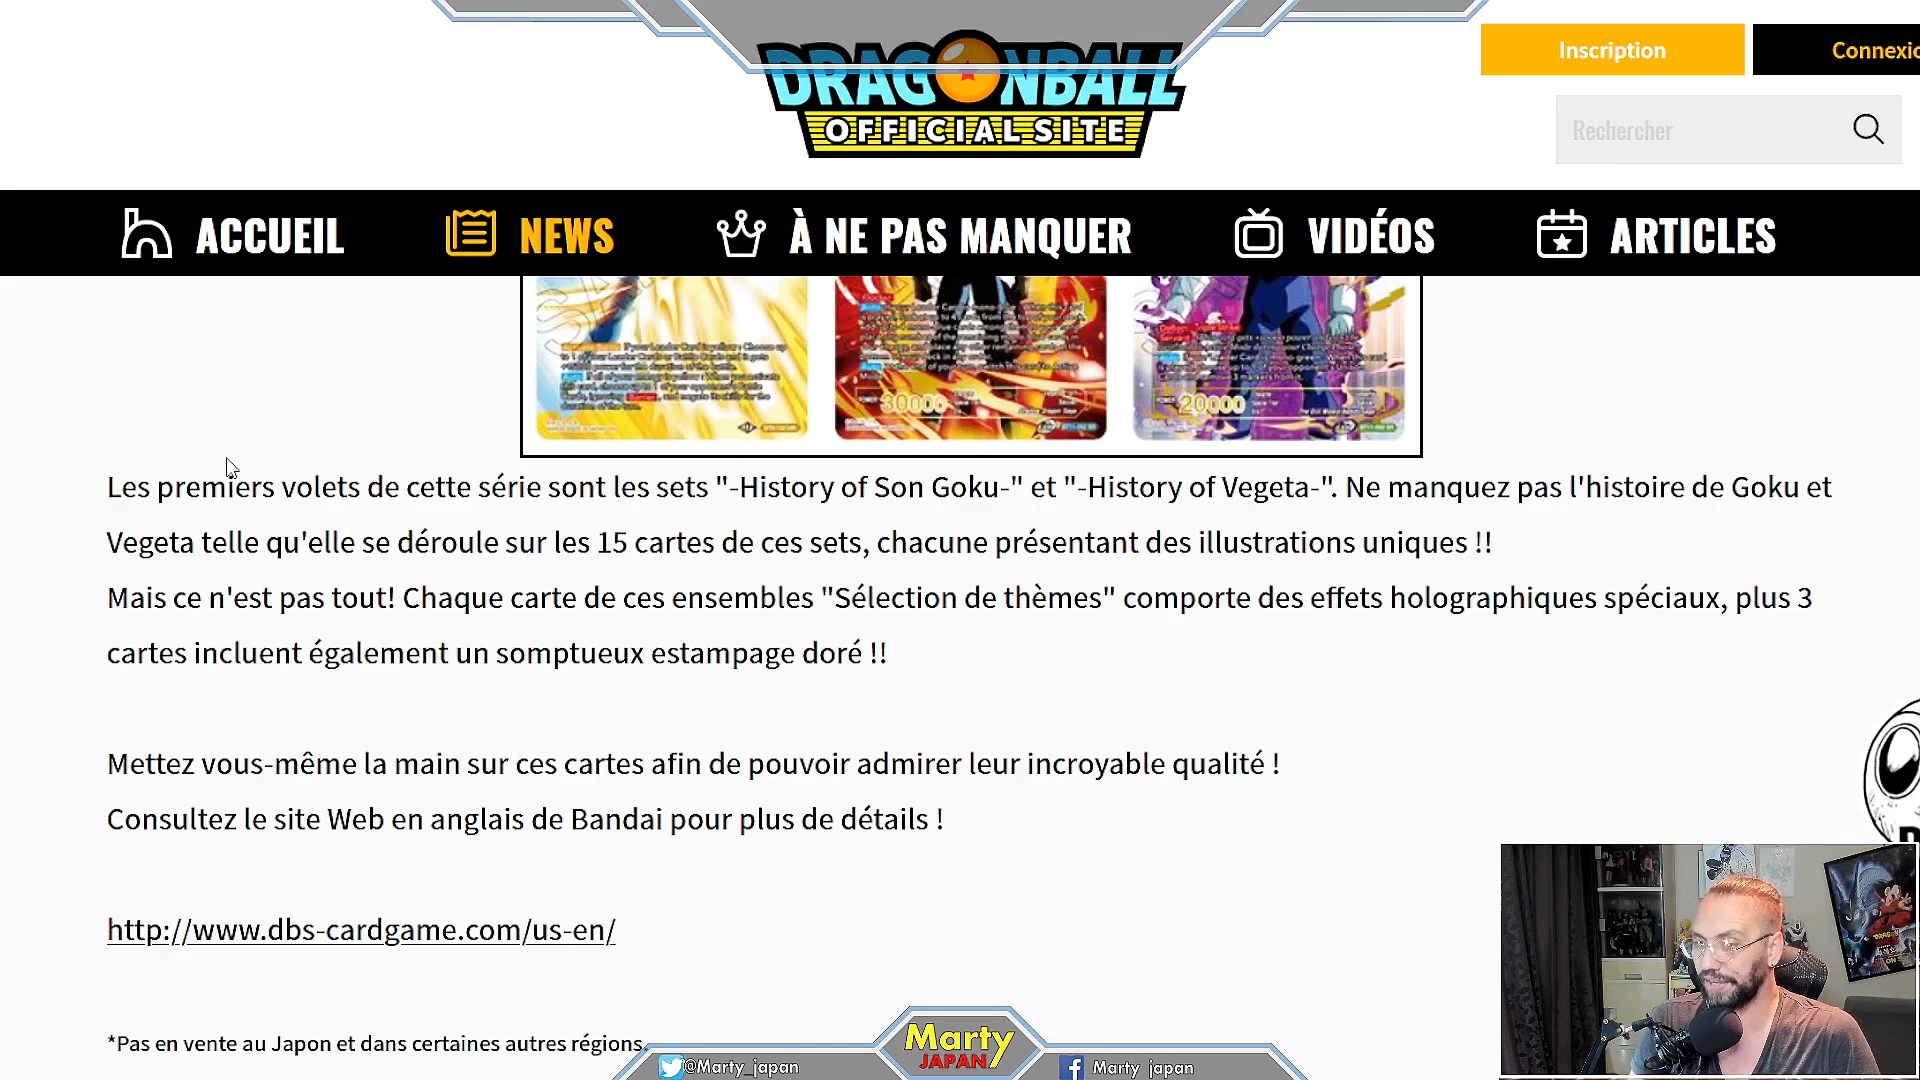 DRAGONBALL
OFFICIAL SITE
Inscription
Connexio
Rechercher
ACCUEIL
NEWS
À NE PAS MANQUER
VIDÉOS
ARTICLES
30000
20000
Les premiers volets de cette série sont les sets "-History of Son Goku-" et "-History of Vegeta-". Ne manquez pas l'histoire de Goku et
Vegeta telle qu'elle se déroule sur les 15 cartes de ces sets, chacune présentant des illustrations uniques !!
Mais ce n'est pas tout! Chaque carte de ces ensembles "Sélection de thèmes" comporte des effets holographiques spéciaux, plus 3
cartes incluent également un somptueux estampage doré !!
Mettez vous-même la main sur ces cartes afin de pouvoir admirer leur incroyable qualité !
Consultez le site Web en anglais de Bandai pour plus de détails !
http://www.dbs-cardgame.com/us-en/
*Pas en vente au Japon et dans certaines autres régions.
Marty
JAPAN
@Marty_japan
Marty japan